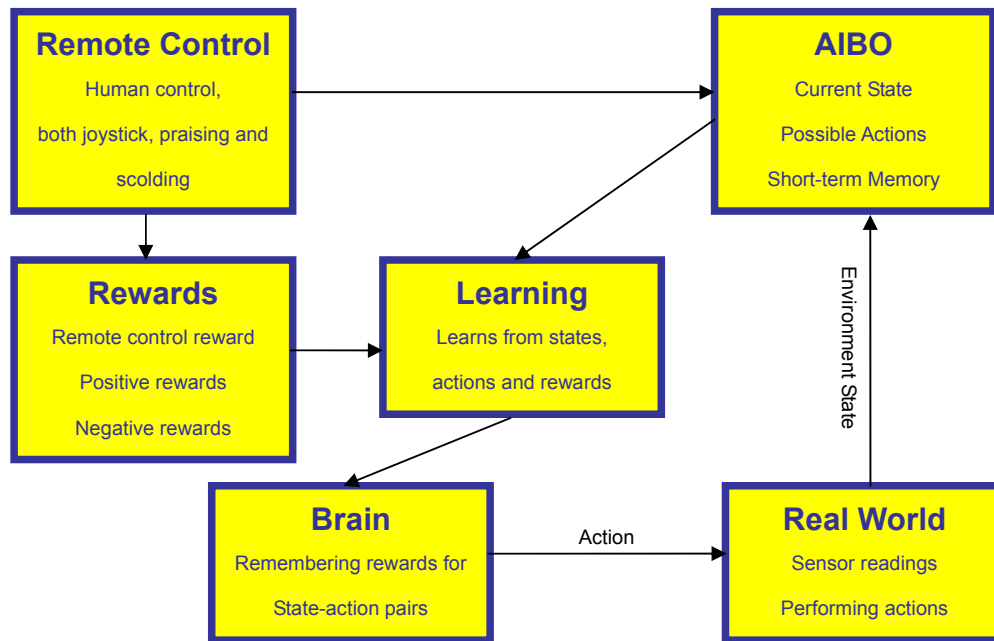 Remote Control
Human control,
both joystick, praising and
scolding
AIBO
Current State
Possible Actions
Short-term Memory
Rewards
Remote control reward
Positive rewards
Negative rewards
Learning
Learns from states,
actions and rewards
Environment State
Brain
Remembering rewards for
State-action pairs
Action
Real World
Sensor readings
Performing actions